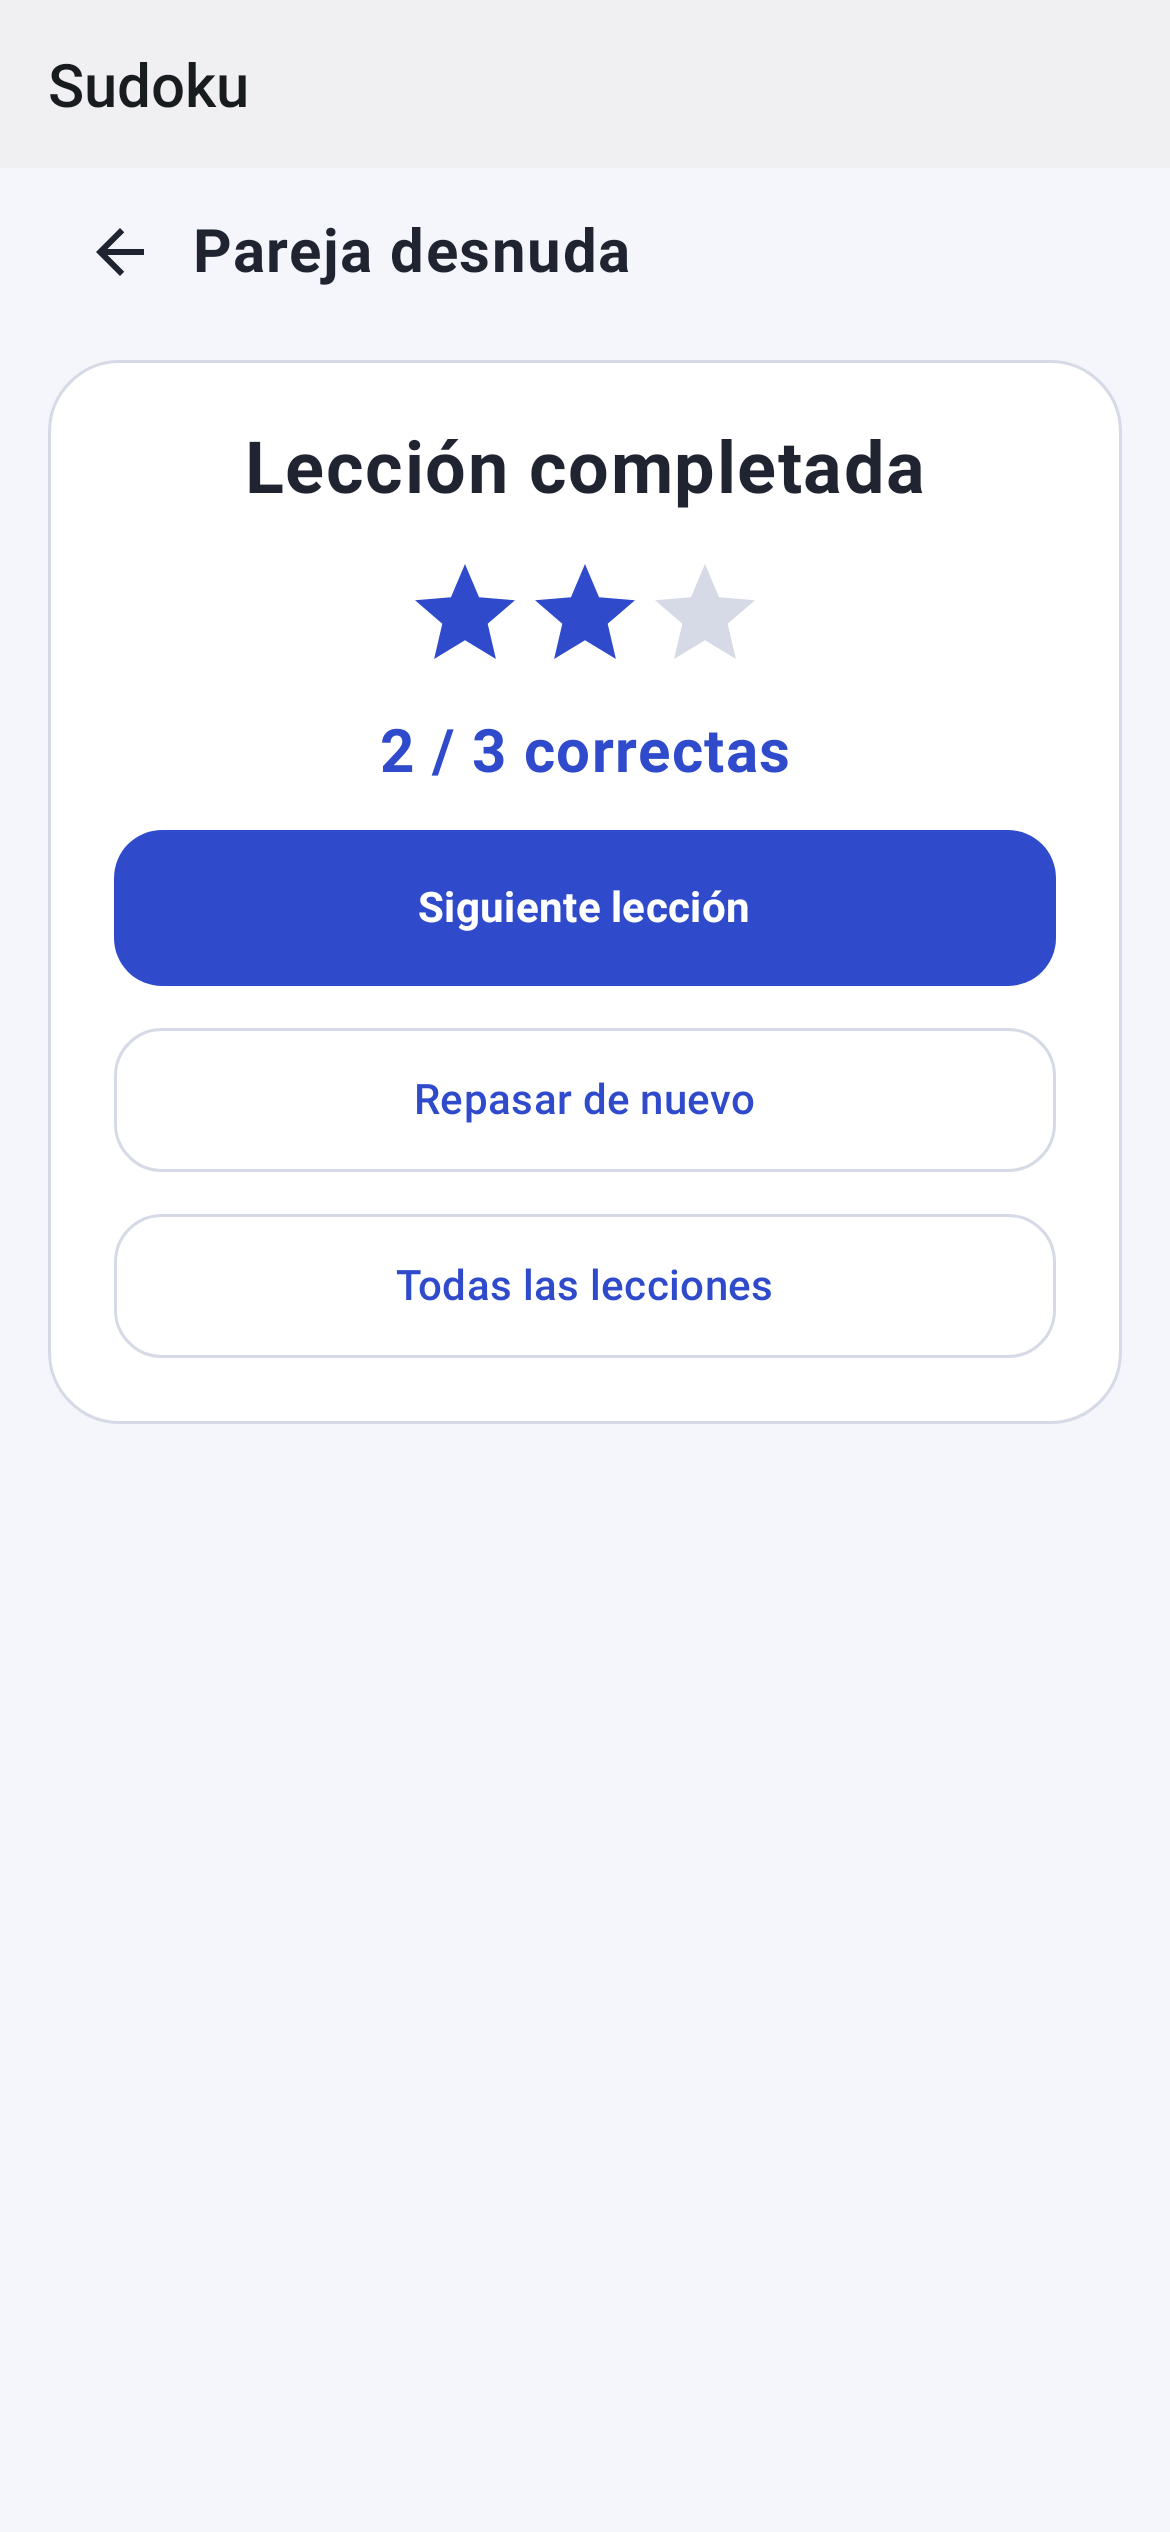 Sudoku
Pareja desnuda
Lección completada
2 / 3 correctas
Siguiente lección
Repasar de nuevo
Todas las lecciones